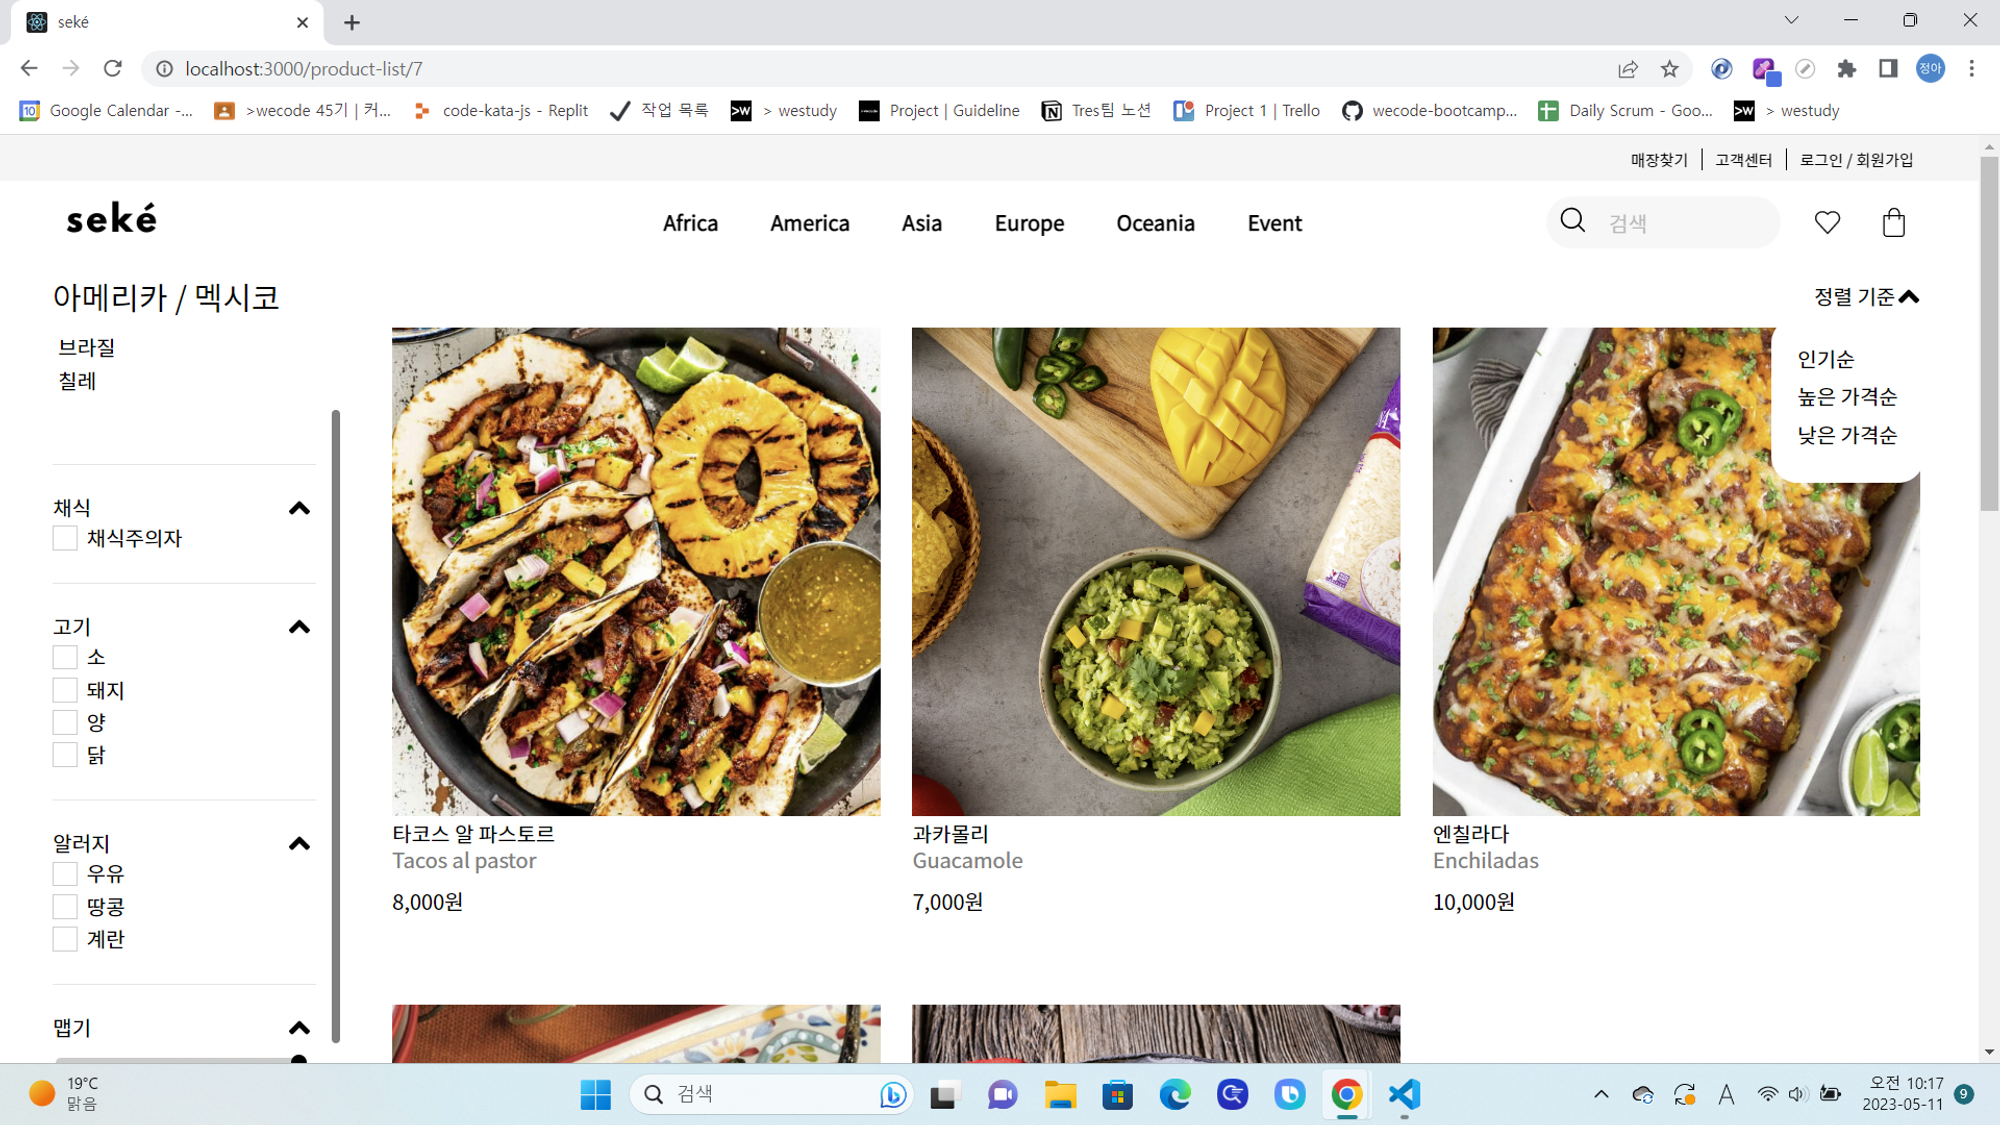 seké
localhost:3000/product-list/7
정아
10
Google Calendar -...
>wecode 45기 | 커...
code-kata-js - Replit
작업 목록
>w
> westudy
Project | Guideline
Tres팀 노션
Project 1 | Trello
wecode-bootcamp...
Daily Scrum - Goo...
>w
> westudy
매장찾기
고객센터
로그인 / 회원가입
seké
Africa
America
Asia
Europe
Oceania
Event
검색
아메리카 / 멕시코
정렬 기준
브라질
칠레
인기순
높은 가격순
낮은 가격순
채식
채식주의자
고기
소
돼지
양
닭
알러지
우유
땅콩
계란
맵기
타코스 알 파스토르
Tacos al pastor
8,000원
과카몰리
Guacamole
7,000원
엔칠라다
Enchiladas
10,000원
19°C
맑음
검색
A
오전 10:17
2023-05-11
9